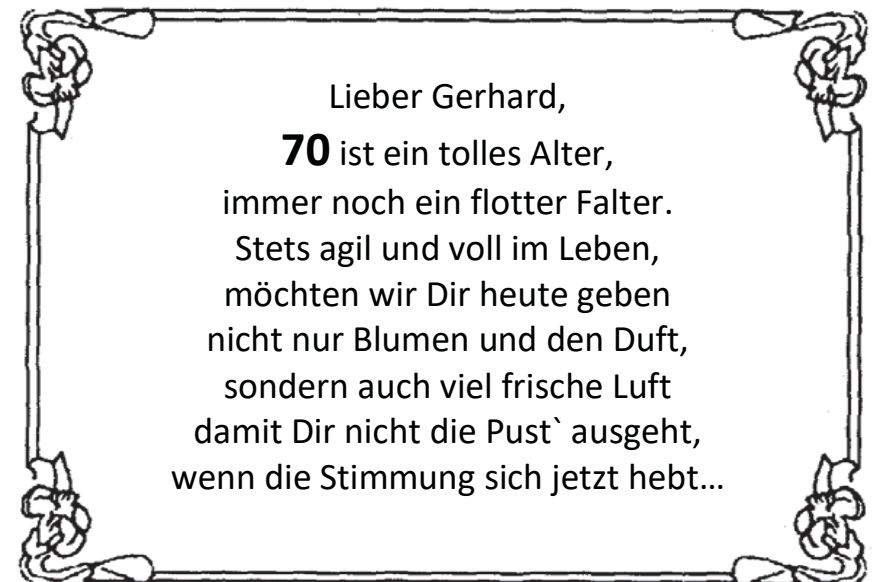 Lieber Gerhard,
70 ist ein tolles Alter,
immer noch ein flotter Falter.
Stets agil und voll im Leben,
möchten wir Dir heute geben
nicht nur Blumen und den Duft,
sondern auch viel frische Luft
damit Dir nicht die Pust` ausgeht,
wenn die Stimmung sich jetzt hebt…